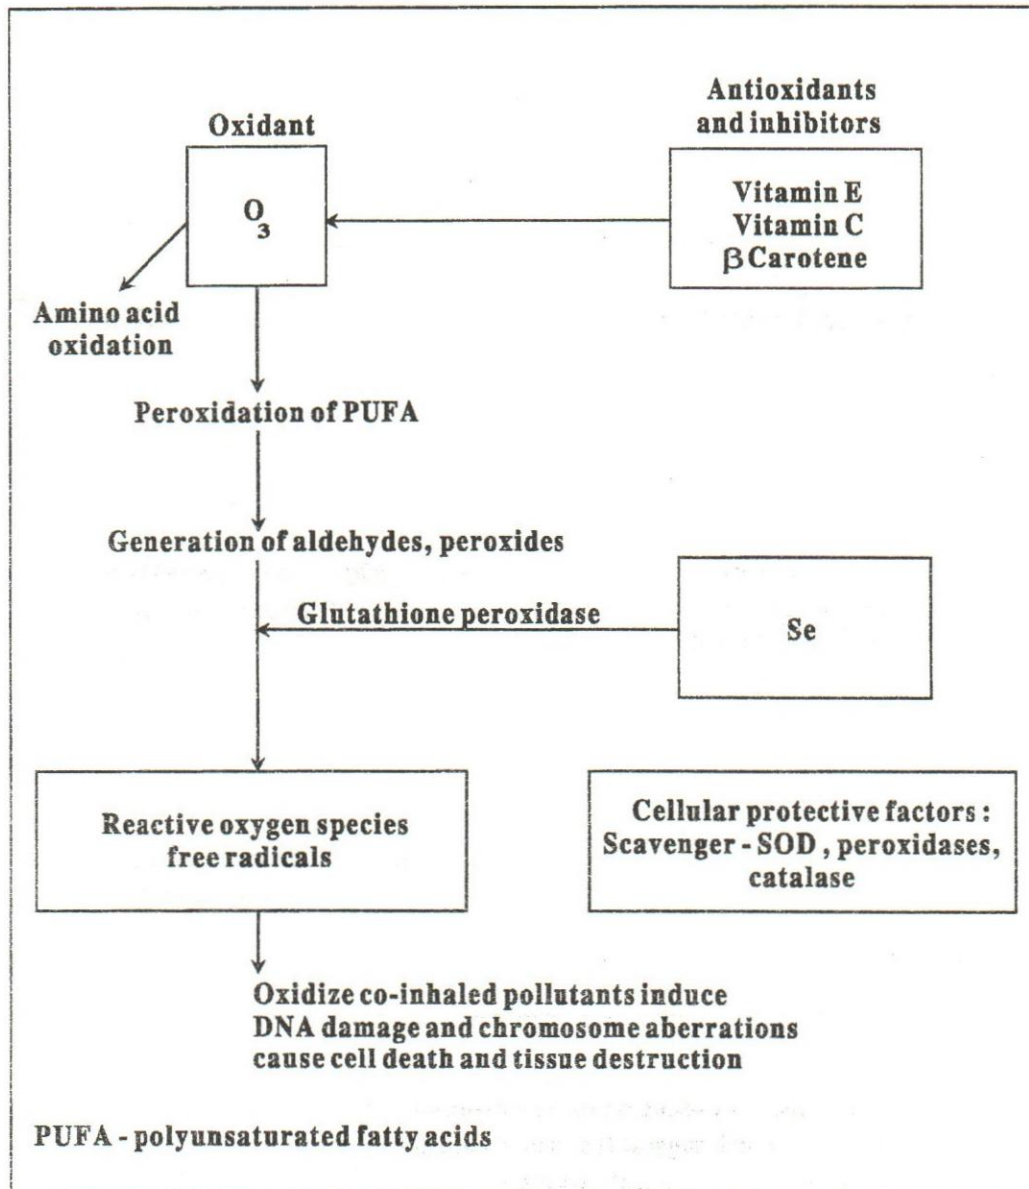 Oxidant
O3
Antioxidants
and inhibitors
Vitamin E
Vitamin C
β Carotene
Amino acid
oxidation
Peroxidation of PUFA
Generation of aldehydes, peroxides
Glutathione peroxidase
Se
Reactive oxygen species
free radicals
Cellular protective factors :
Scavenger - SOD , peroxidases,
catalase
Oxidize co-inhaled pollutants induce
DNA damage and chromosome aberrations
cause cell death and tissue destruction
PUFA - polyunsaturated fatty acids